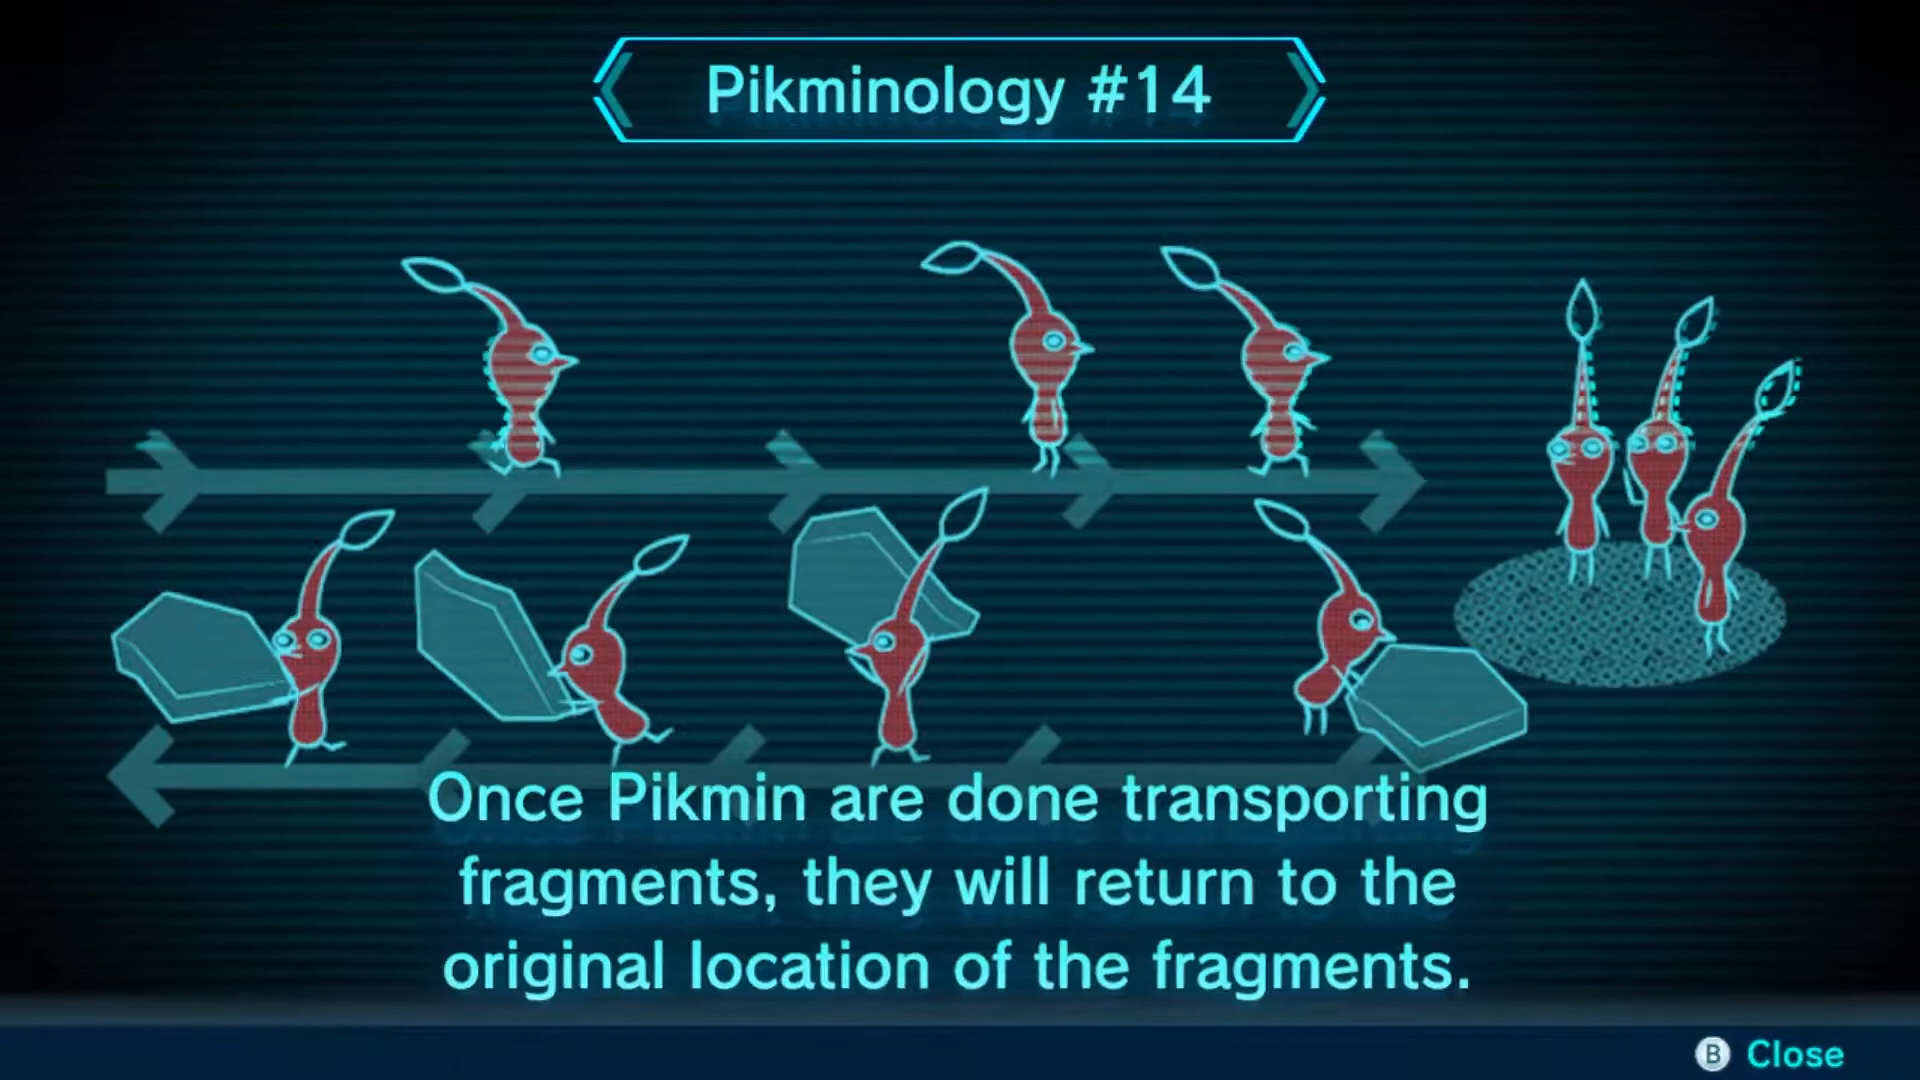 Pikminology #14
Once Pikmin are done transporting
fragments, they will return to the
original location of the fragments.
B Close